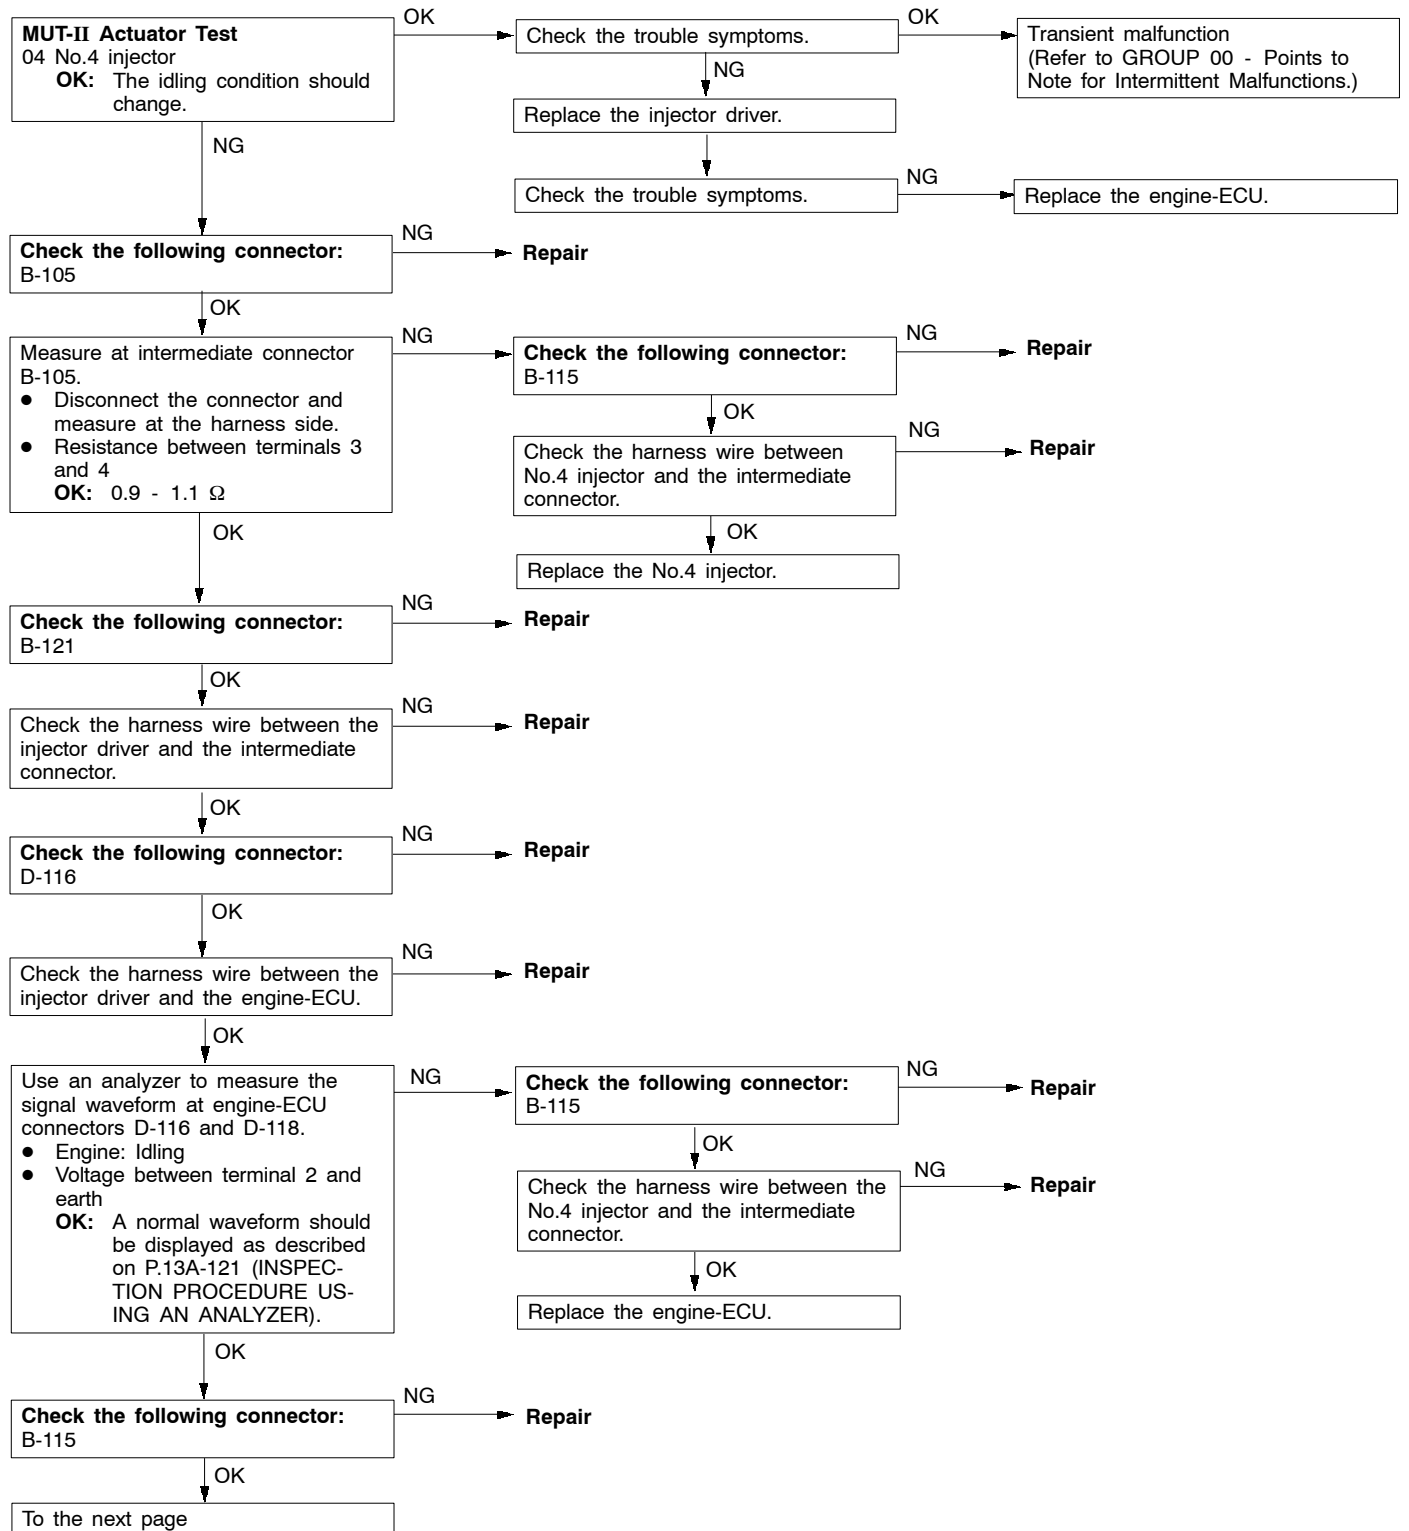 MUT-II Actuator Test
04 No.4 injector
OK: The idling condition should
change.
OK
Check the trouble symptoms.
OK
Transient malfunction
(Refer to GROUP 00 - Points to
Note for Intermittent Malfunctions.)
NG
Replace the injector driver.
Check the trouble symptoms.
NG
Replace the engine-ECU.
NG
Check the following connector:
B-105
NG
Repair
OK
Measure at intermediate connector
B-105.
● Disconnect the connector and
measure at the harness side.
● Resistance between terminals 3
and 4
OK: 0.9 - 1.1 Ω
NG
Check the following connector:
B-115
NG
Repair
OK
Check the harness wire between
No.4 injector and the intermediate
connector.
NG
Repair
OK
Replace the No.4 injector.
OK
Check the following connector:
B-121
NG
Repair
OK
Check the harness wire between the
injector driver and the intermediate
connector.
NG
Repair
OK
Check the following connector:
D-116
NG
Repair
OK
Check the harness wire between the
injector driver and the engine-ECU.
NG
Repair
OK
Use an analyzer to measure the
signal waveform at engine-ECU
connectors D-116 and D-118.
● Engine: Idling
● Voltage between terminal 2 and
earth
OK: A normal waveform should
be displayed as described
on P.13A-121 (INSPEC-
TION PROCEDURE US-
ING AN ANALYZER).
NG
Check the following connector:
B-115
NG
Repair
OK
Check the harness wire between the
No.4 injector and the intermediate
connector.
NG
Repair
OK
Replace the engine-ECU.
OK
Check the following connector:
B-115
NG
Repair
OK
To the next page